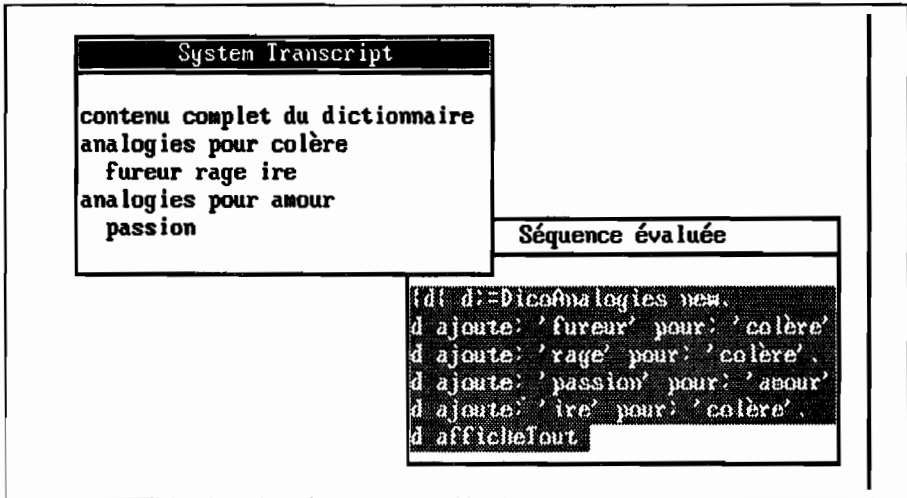 System Transcript
contenu complet du dictionnaire
analogies pour colère
fureur rage ire
analogies pour amour
passion
Séquence évaluée
|d| d:=DicoAnalogies new.
d ajoute: 'fureur' pour: 'colère'
d ajoute: 'rage' pour: 'colère'.
d ajoute: 'passion' pour: 'amour'
d ajoute: 'ire' pour: 'colère'.
d afficheTout